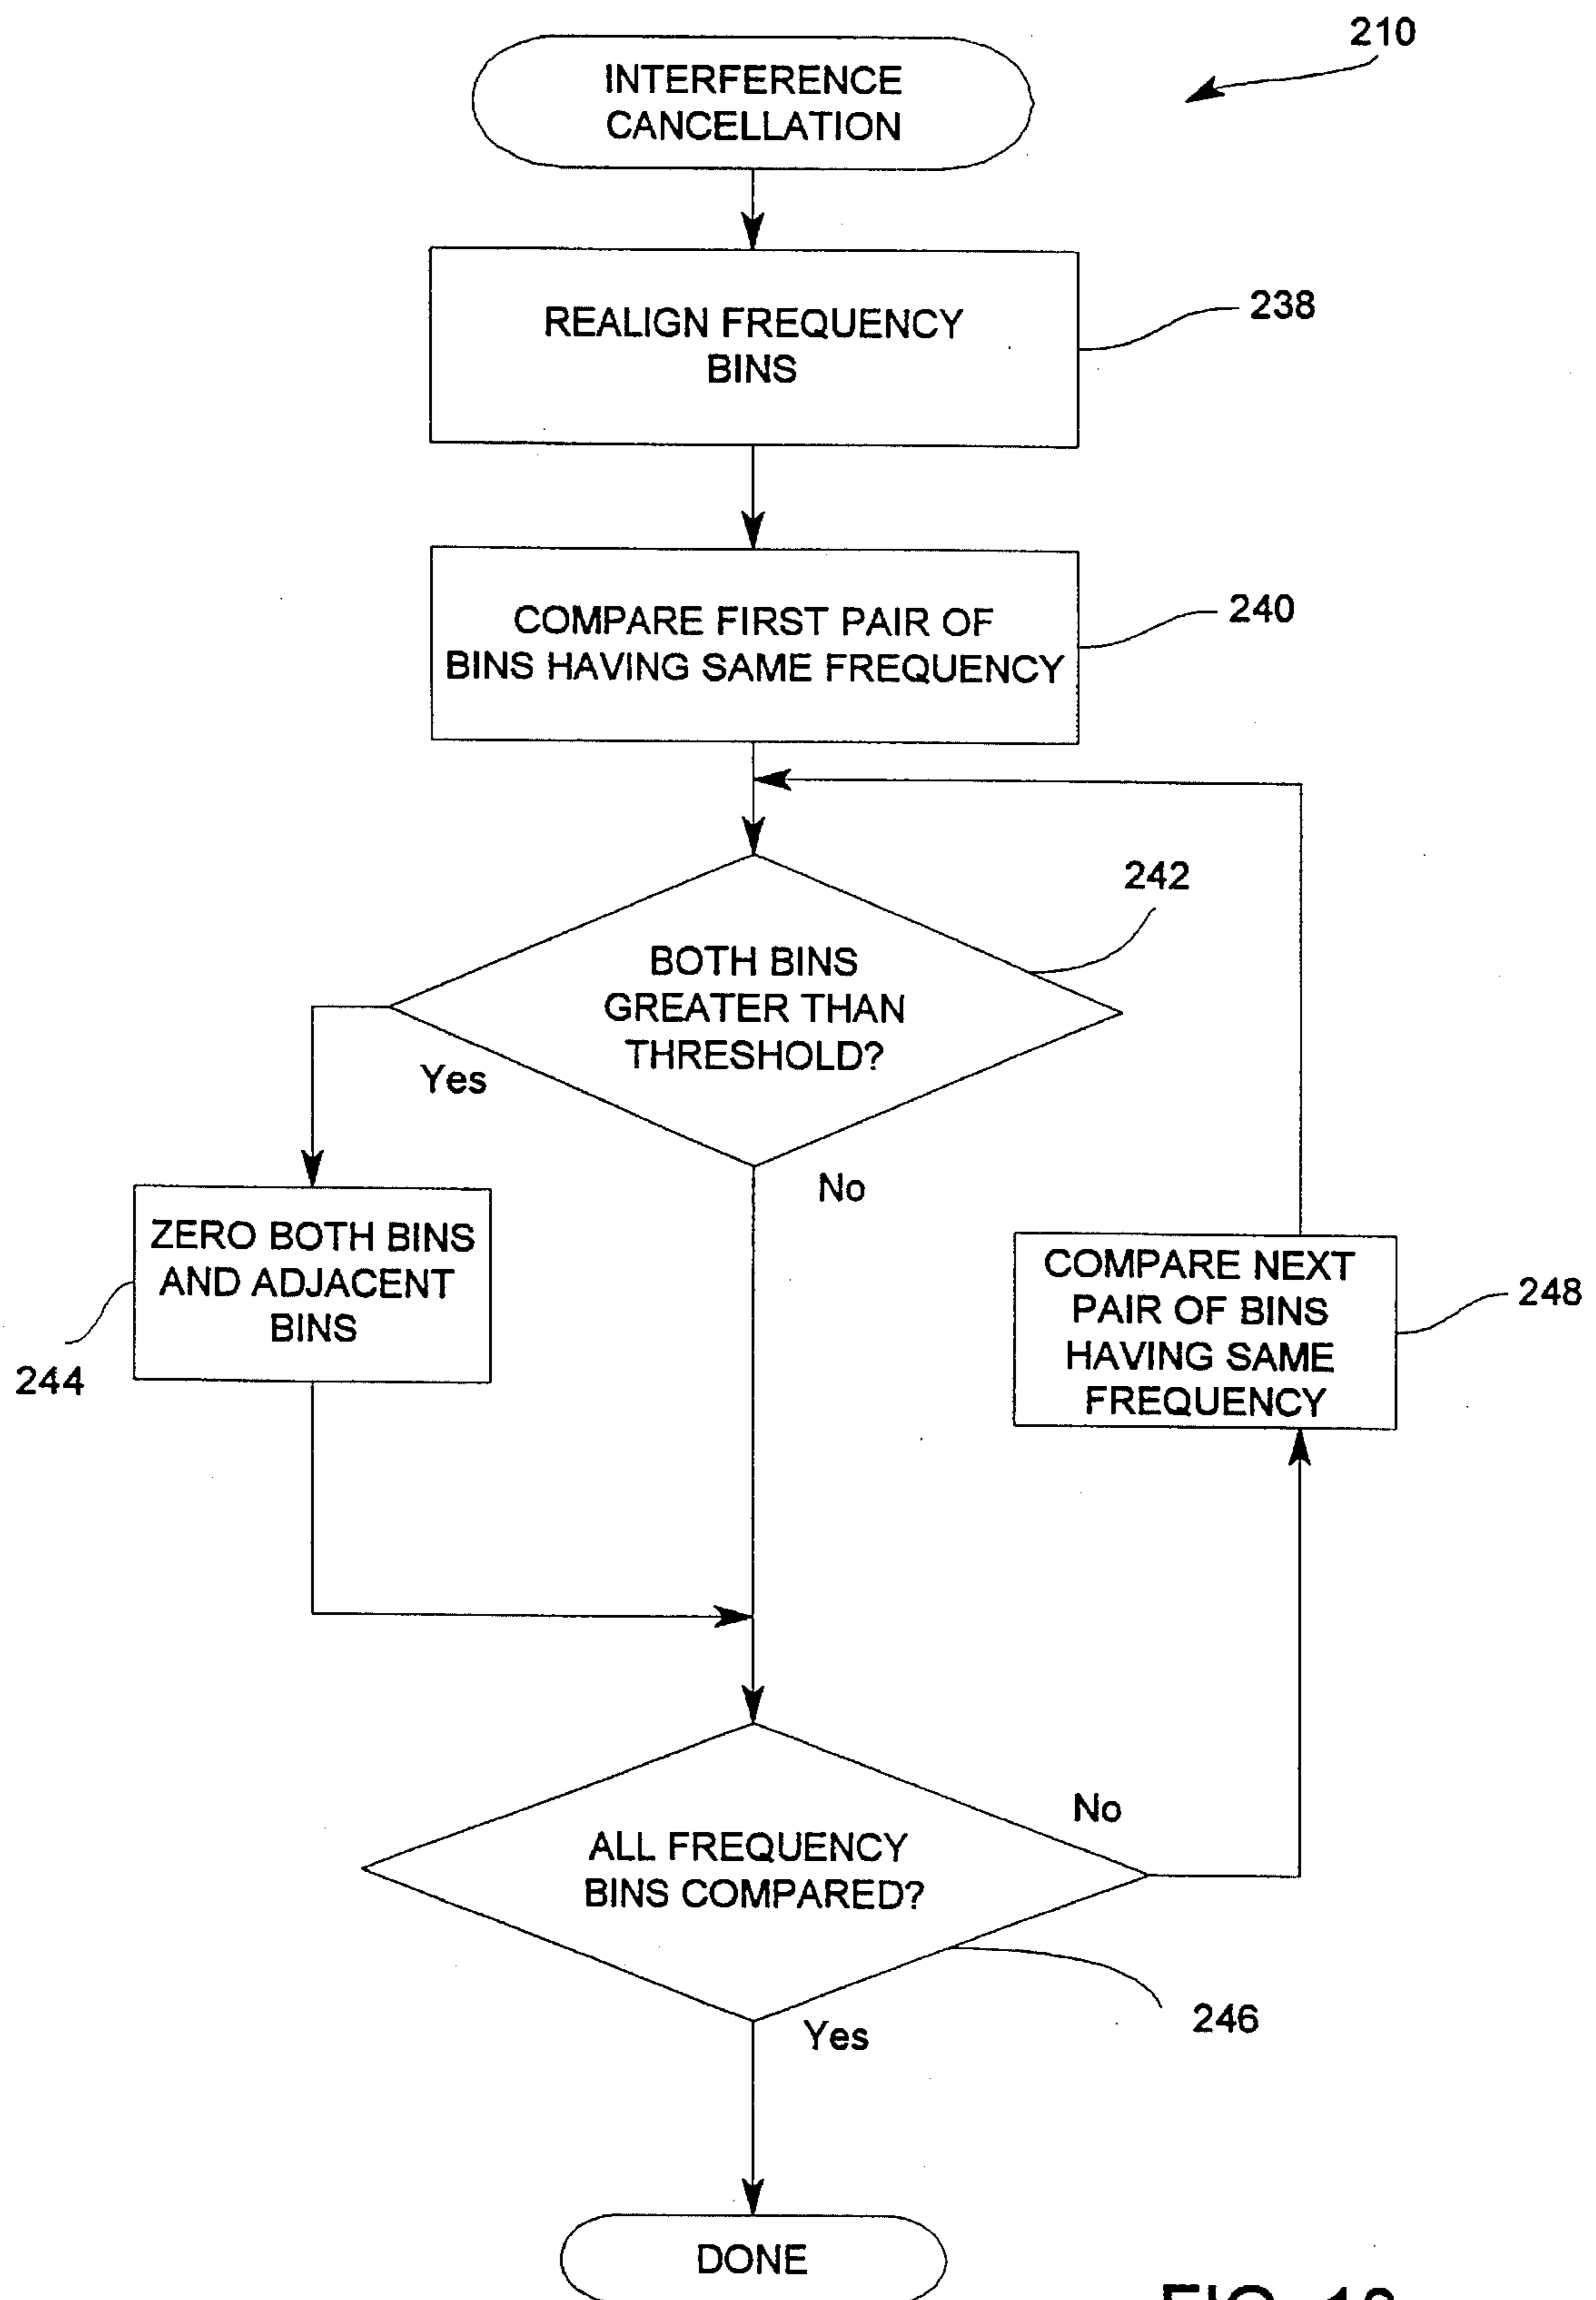 210
INTERFERENCE
CANCELLATION
REALIGN FREQUENCY
BINS
238
COMPARE FIRST PAIR OF
BINS HAVING SAME FREQUENCY
240
242
BOTH BINS
GREATER THAN
THRESHOLD?
Yes
No
ZERO BOTH BINS
AND ADJACENT
BINS
244
COMPARE NEXT
PAIR OF BINS
HAVING SAME
FREQUENCY
248
No
ALL FREQUENCY
BINS COMPARED?
246
Yes
DONE
FIG.